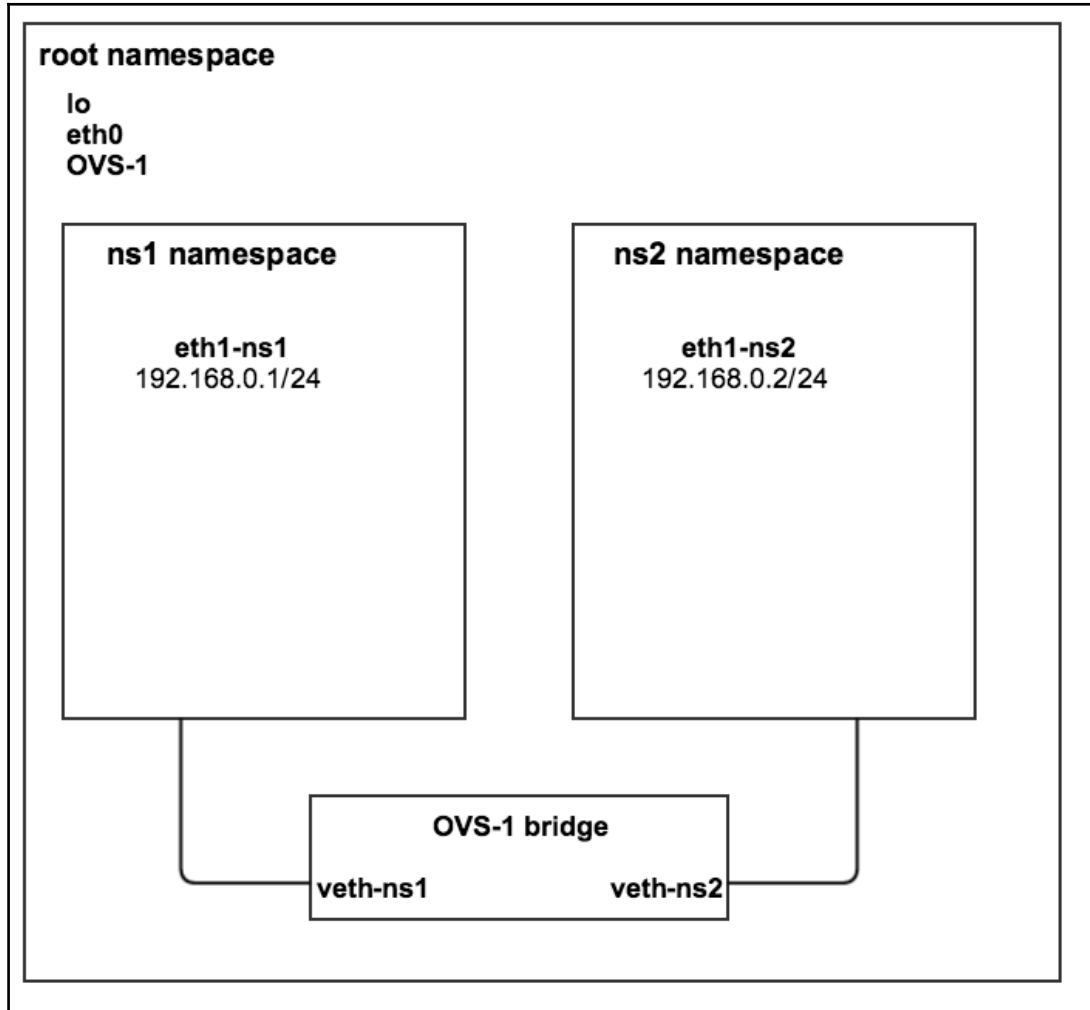 root namespace
lo
eth0
OVS-1
ns1 namespace
eth1-ns1
192.168.0.1/24
ns2 namespace
eth1-ns2
192.168.0.2/24
OVS-1 bridge
veth-ns1
veth-ns2